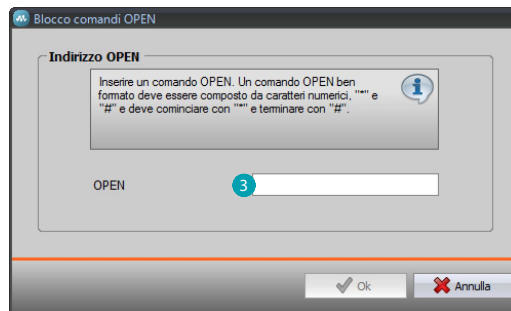 Blocco comandi OPEN
Indirizzo OPEN
Inserire un comando OPEN. Un comando OPEN ben
formato deve essere composto da caratteri numerici, "*" e
"#" e deve cominciare con "*" e terminare con "#".
OPEN
3
Ok
Annulla